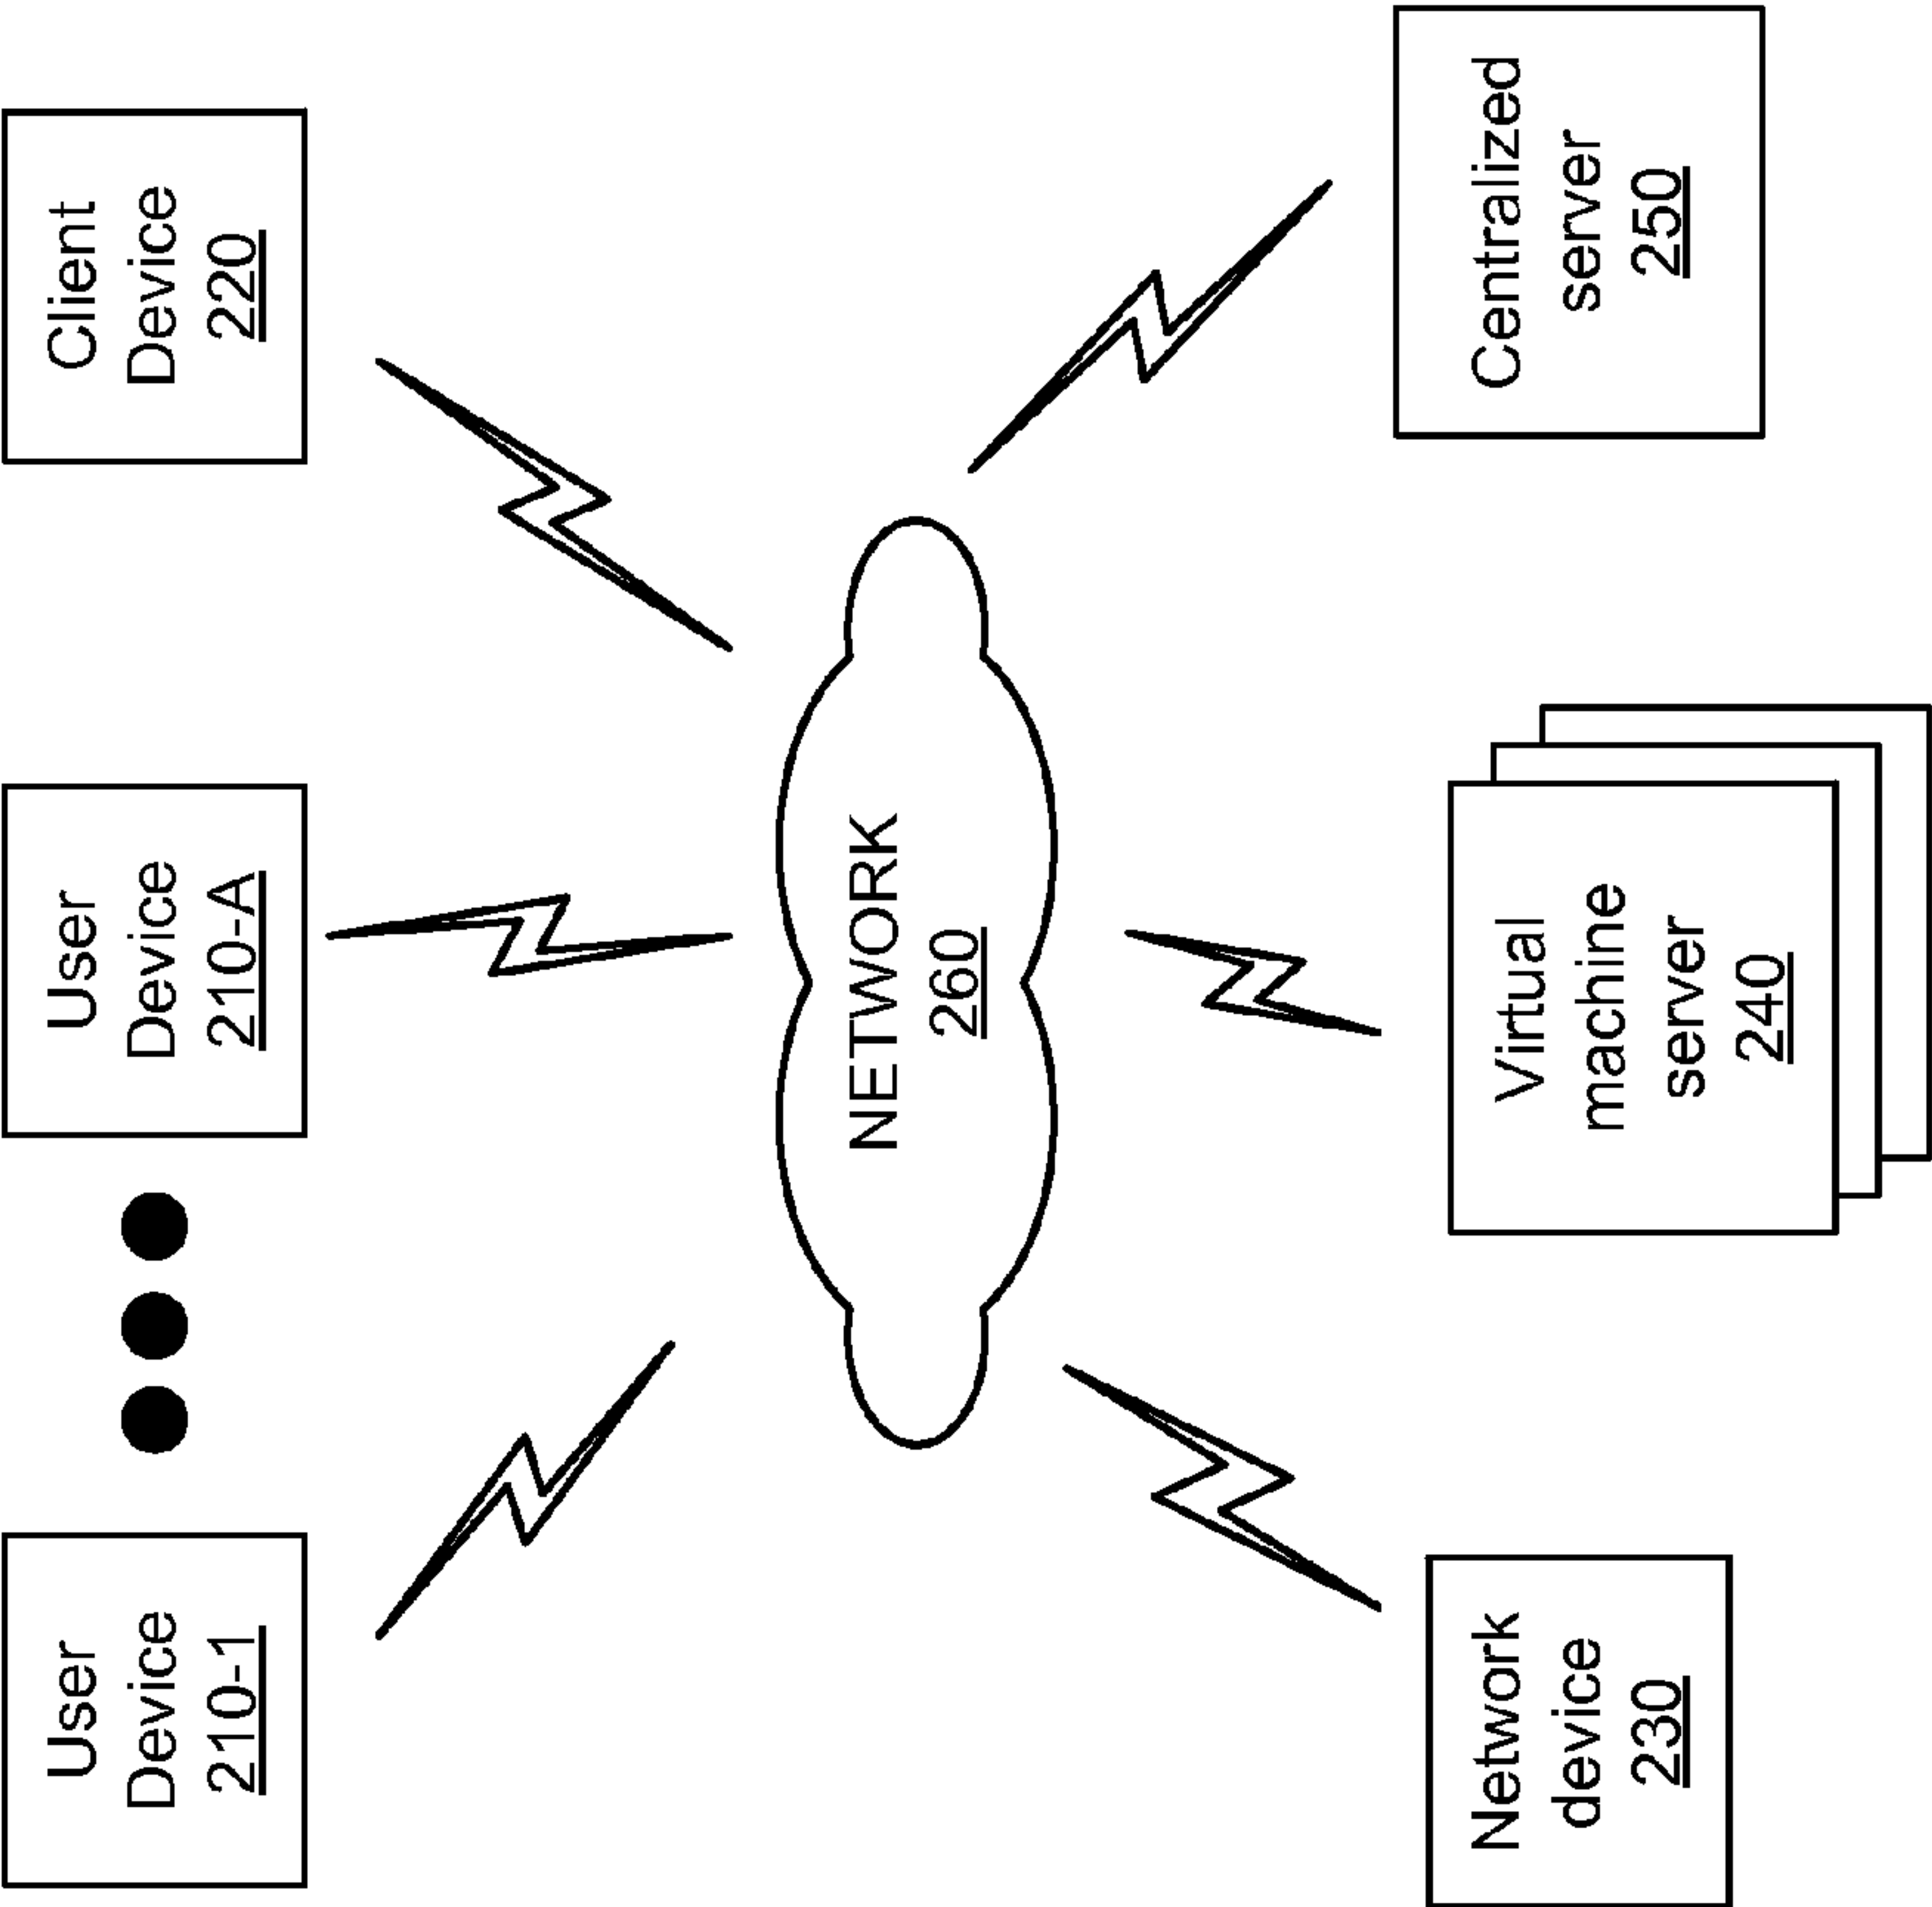 User
Device
210-1
User
Device
210-A
Client
Device
220
NETWORK
260
Network
device
230
Virtual
machine
server
240
Centralized
server
250